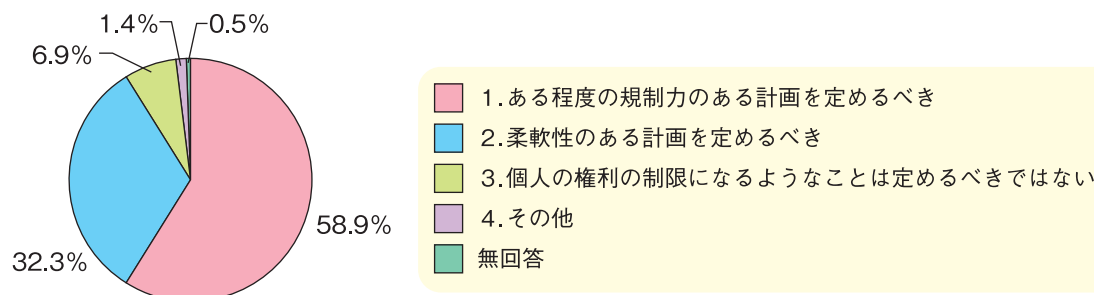 1.4%
0.5%
6.9%
58.9%
32.3%
1.ある程度の規制力のある計画を定めるべき
2.柔軟性のある計画を定めるべき
3.個人の権利の制限になるようなことは定めるべきではない
4.その他
無回答